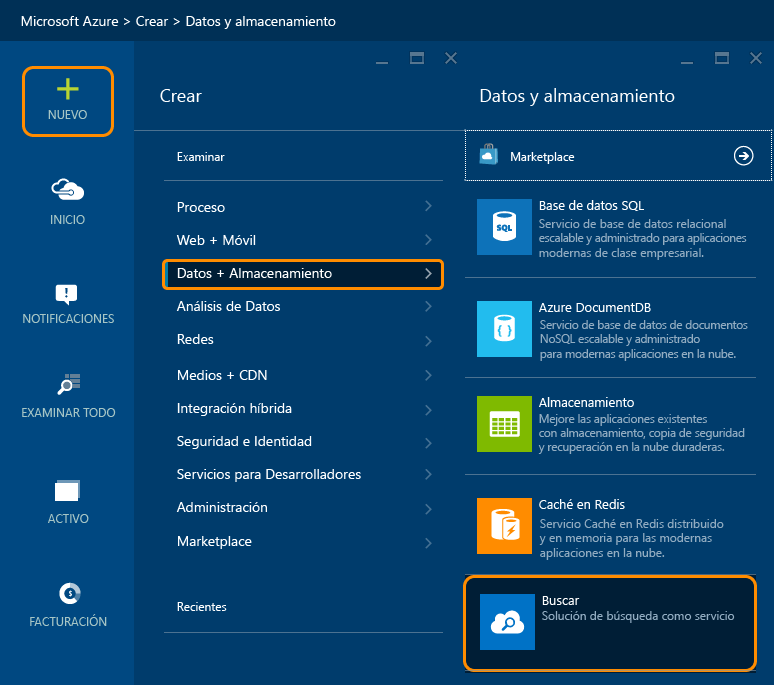 Microsoft Azure > Crear > Datos y almacenamiento
NUEVO
INICIO
NOTIFICACIONES
EXAMINAR TODO
ACTIVO
FACTURACIÓN
Crear
Examinar
Proceso
Web + Móvil
Datos + Almacenamiento
Análisis de Datos
Redes
Medios + CDN
Integración híbrida
Seguridad e Identidad
Servicios para Desarrolladores
Administración
Marketplace
Recientes
Datos y almacenamiento
Marketplace
SQL
Base de datos SQL
Servicio de base de datos relacional
escalable y administrado para aplicaciones
modernas de clase empresarial.
Azure DocumentDB
Servicio de base de datos de documentos
NoSQL escalable y administrado
para modernas aplicaciones en la nube.
Almacenamiento
Mejore las aplicaciones existentes
con almacenamiento, copia de seguridad
y recuperación en la nube duraderas.
Caché en Redis
Servicio Caché en Redis distribuido
y en memoria para las modernas
aplicaciones en la nube.
Buscar
Solución de búsqueda como servicio